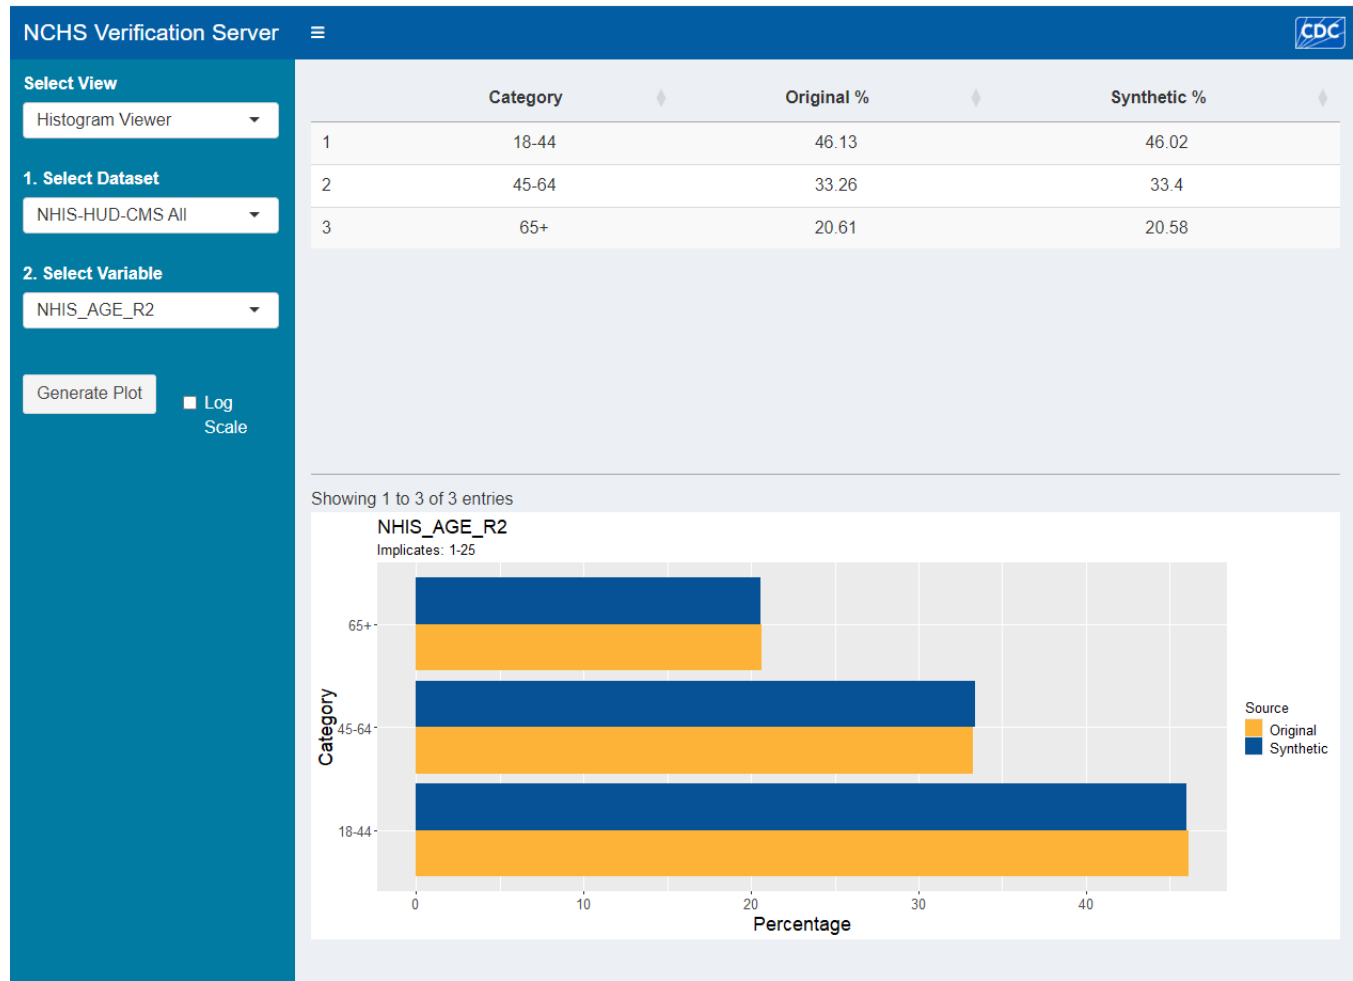 NCHS Verification Server
CDC
Select View
Histogram Viewer
1. Select Dataset
NHIS-HUD-CMS All
2. Select Variable
NHIS_AGE_R2
Generate Plot
Log
Scale
Category Original % Synthetic %
1 18-44 46.13 46.02
2 45-64 33.26 33.4
3 65+ 20.61 20.58
Showing 1 to 3 of 3 entries
NHIS_AGE_R2
Implicates: 1-25
Category
65+
45-64
18-44
0 10 20 30 40
Percentage
Source
Original
Synthetic